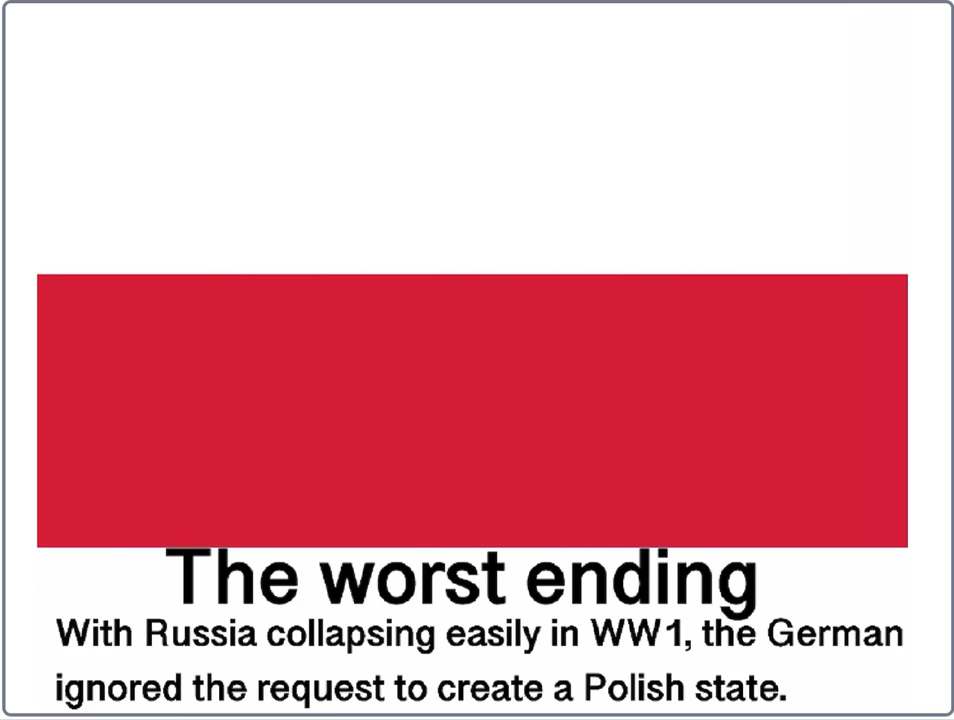 The worst ending
With Russia collapsing easily in WW1, the German
ignored the request to create a Polish state.